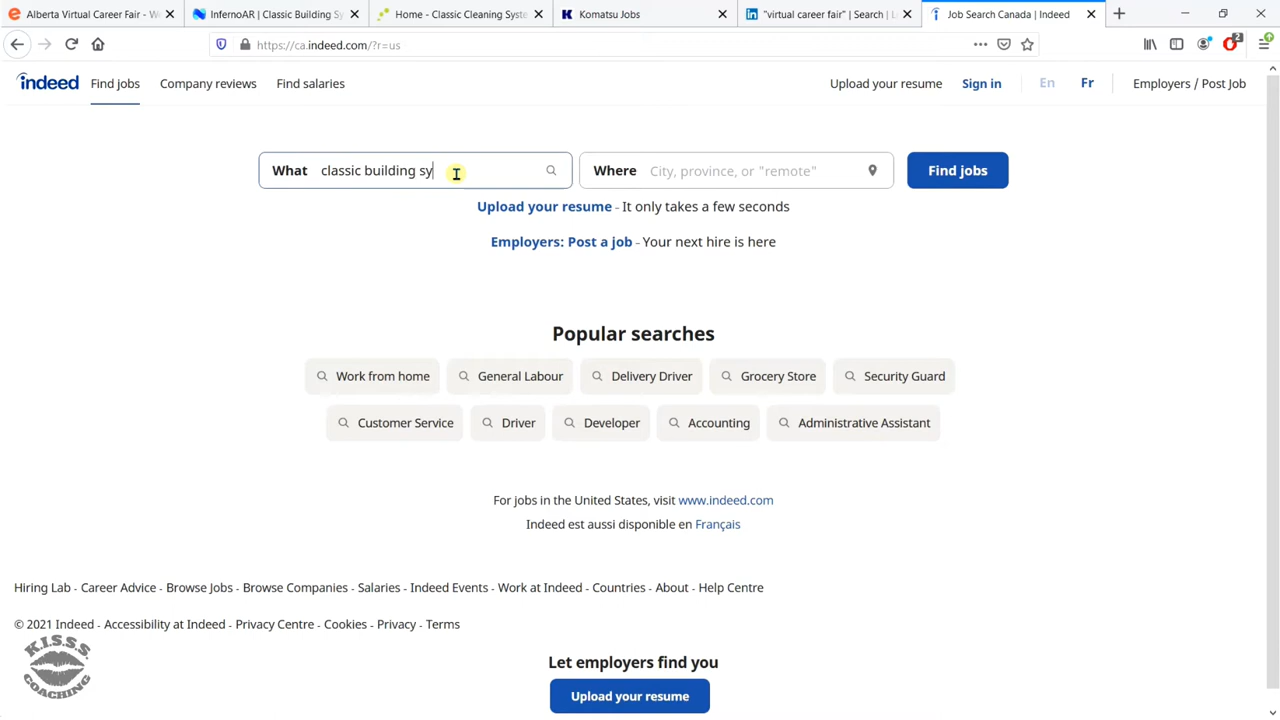 Alberta Virtual Career Fair - W
InfernoAR | Classic Building Sy
Home - Classic Cleaning Syste
Komatsu Jobs
"virtual career fair" | Search | L
Job Search Canada | Indeed
https://ca.indeed.com/?r=us
2
indeed
Find jobs
Company reviews
Find salaries
Upload your resume
Sign in
En
Fr
Employers / Post Job
What classic building sy
Where City, province, or "remote"
Find jobs
Upload your resume - It only takes a few seconds
Employers: Post a job - Your next hire is here
Popular searches
Work from home
General Labour
Delivery Driver
Grocery Store
Security Guard
Customer Service
Driver
Developer
Accounting
Administrative Assistant
For jobs in the United States, visit www.indeed.com
Indeed est aussi disponible en Français
Hiring Lab - Career Advice - Browse Jobs - Browse Companies - Salaries - Indeed Events - Work at Indeed - Countries - About - Help Centre
© 2021 Indeed - Accessibility at Indeed - Privacy Centre - Cookies - Privacy - Terms
K.I.S.S.S.
COACHING
Let employers find you
Upload your resume